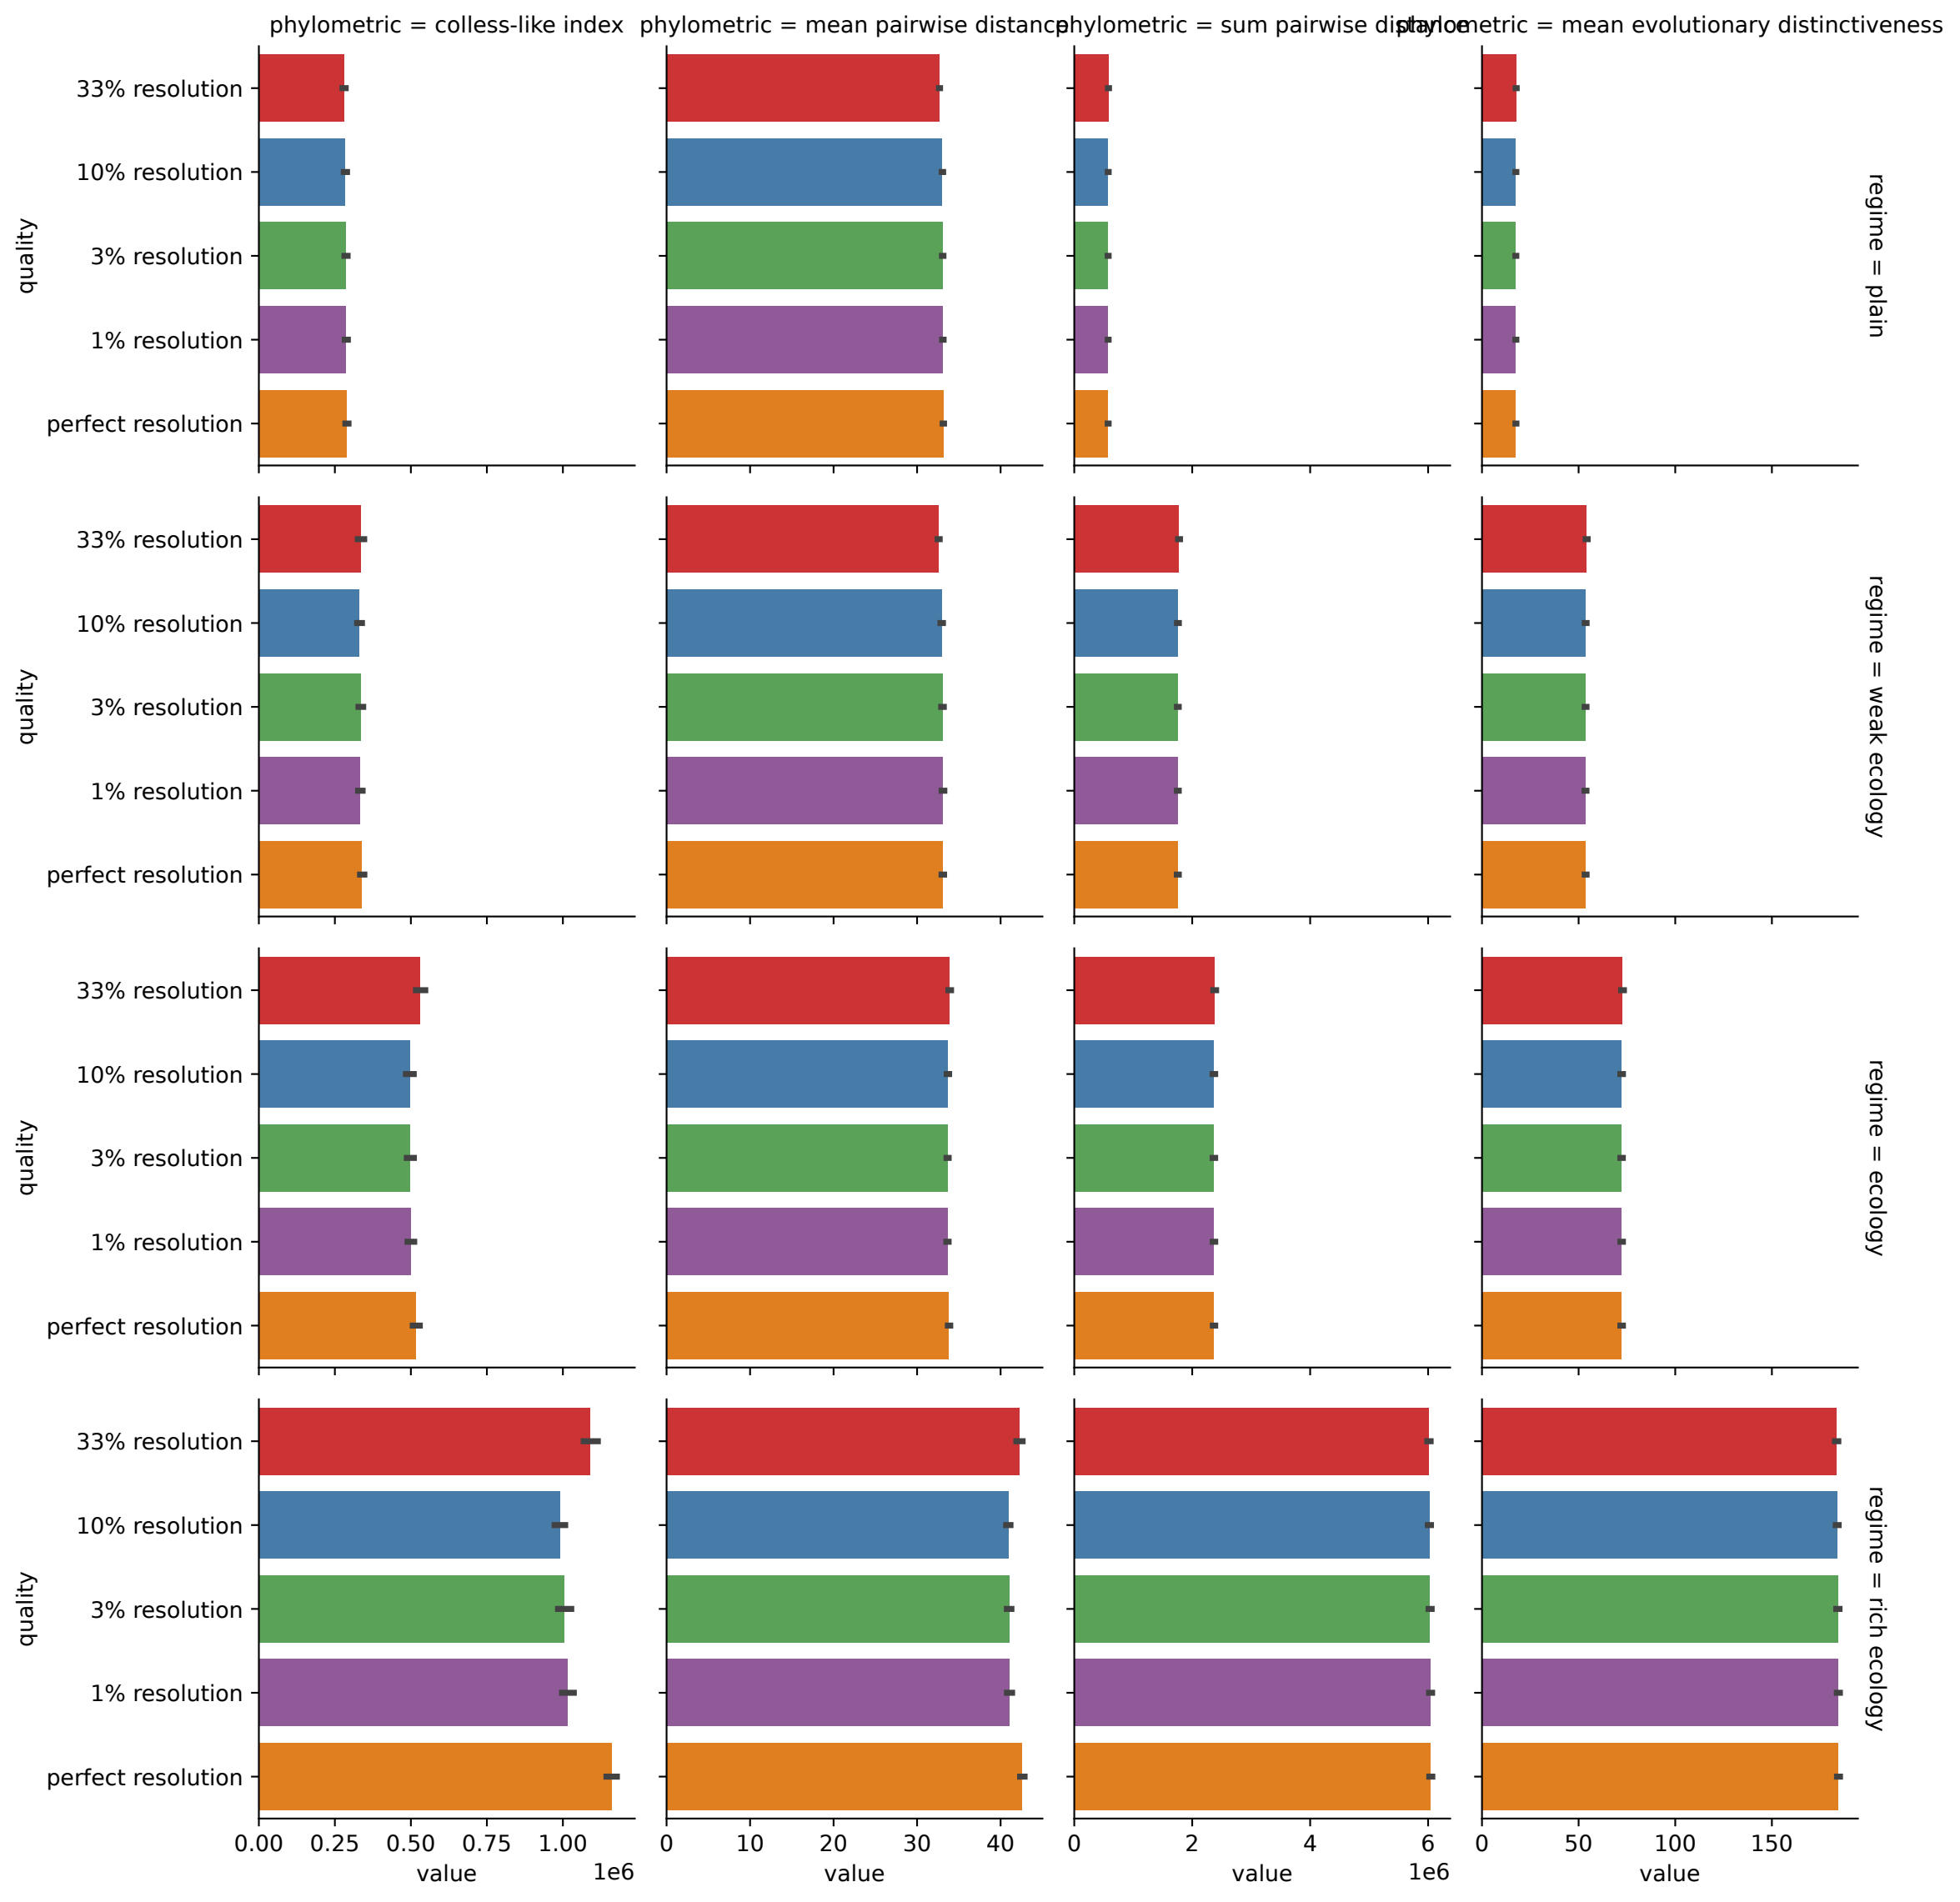 phylometric = colless-like index
phylometric = mean pairwise distance
phylometric = sum pairwise distance
phylometric = mean evolutionary distinctiveness
quality
33% resolution
10% resolution
3% resolution
1% resolution
perfect resolution
regime = plain
quality
33% resolution
10% resolution
3% resolution
1% resolution
perfect resolution
regime = weak ecology
quality
33% resolution
10% resolution
3% resolution
1% resolution
perfect resolution
regime = ecology
quality
33% resolution
10% resolution
3% resolution
1% resolution
perfect resolution
regime = rich ecology
0.00 0.25 0.50 0.75 1.00
1e6
value
0 10 20 30 40
value
0 2 4 6
1e6
value
0 50 100 150
value